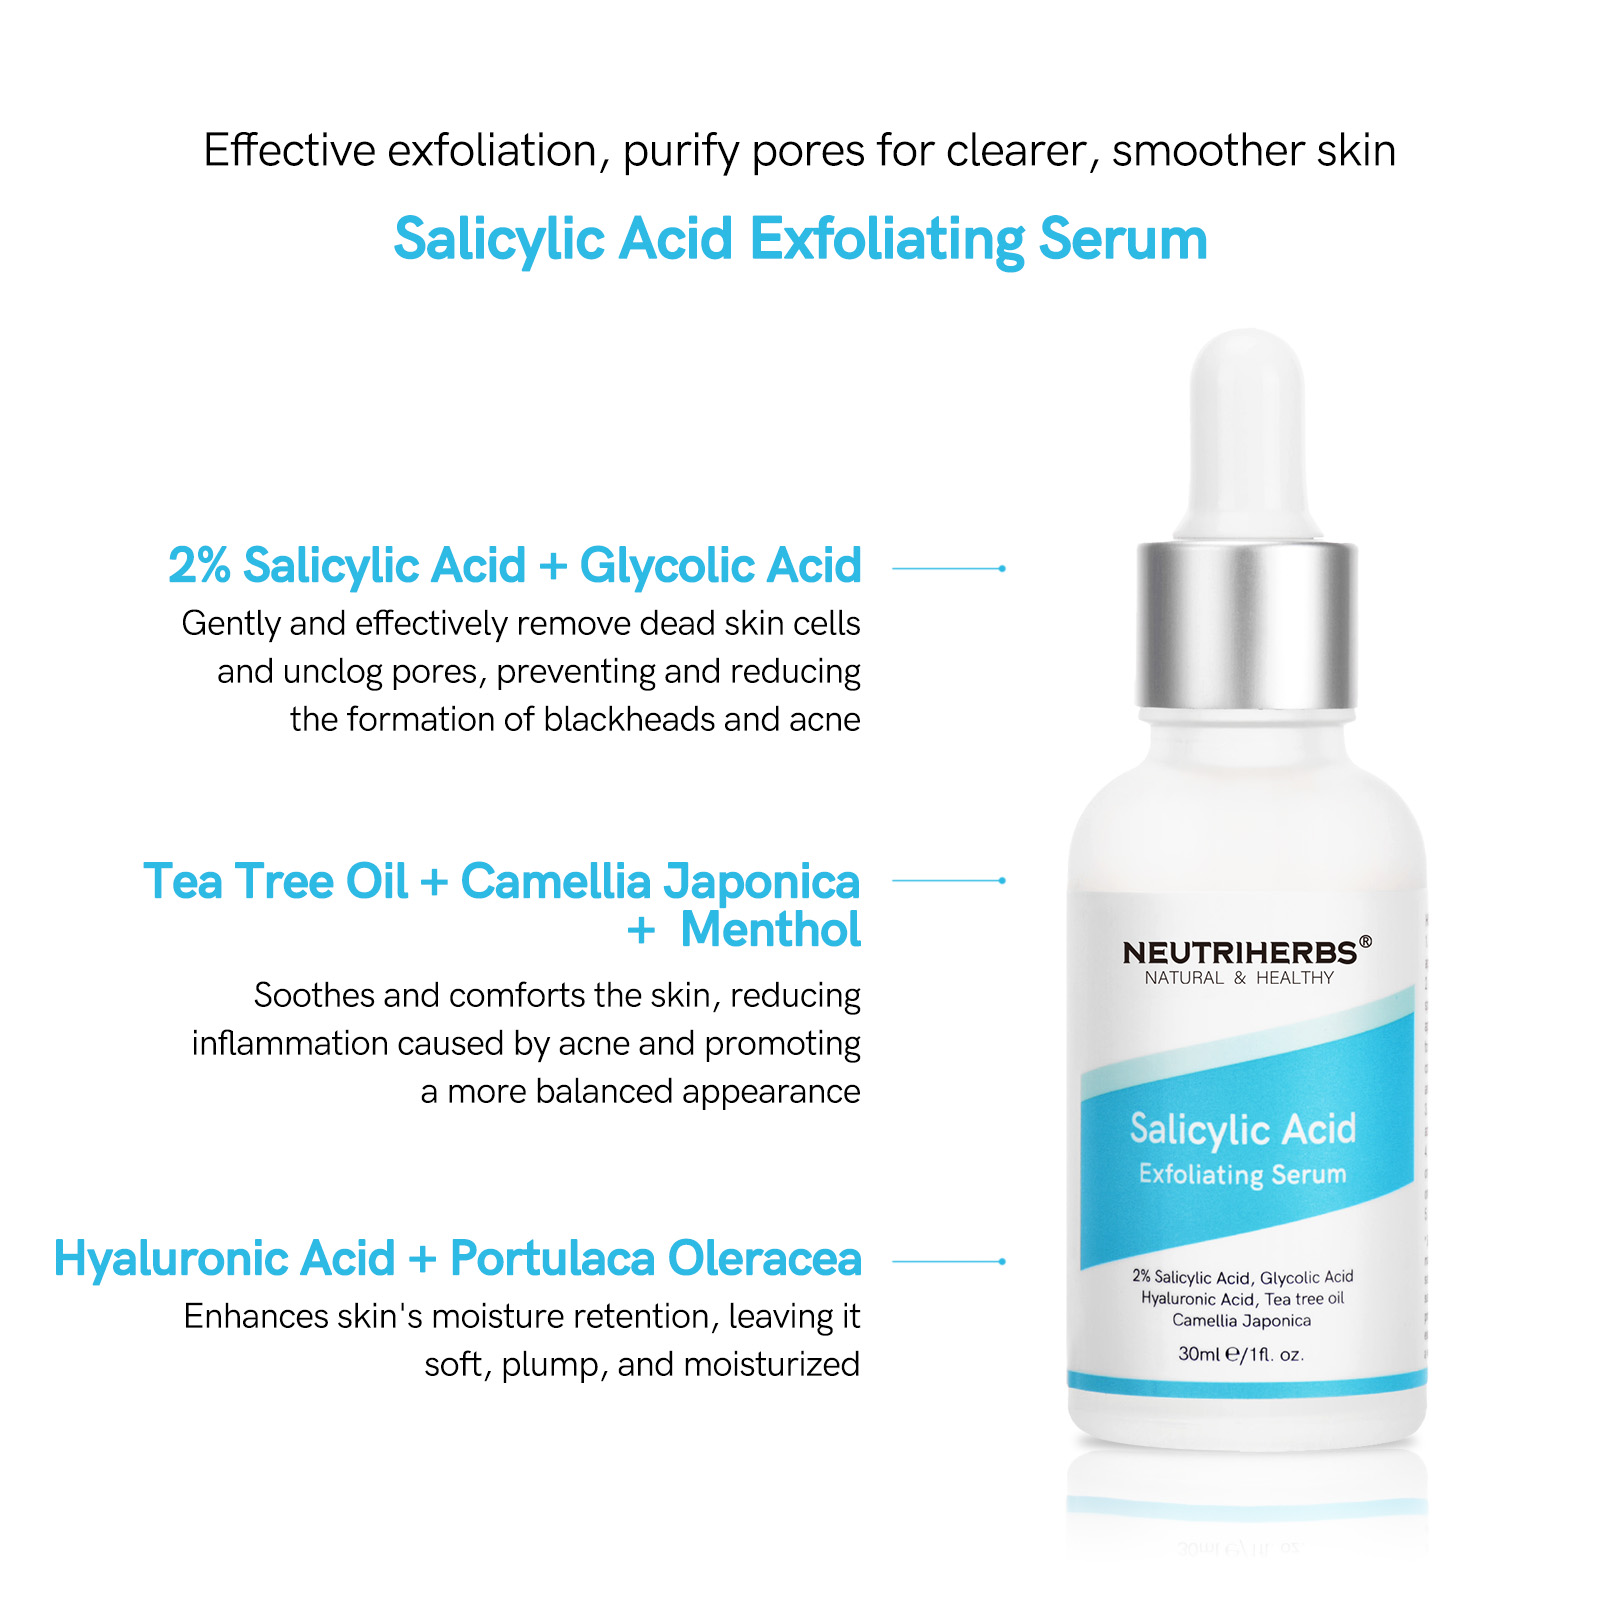 Effective exfoliation, purify pores for clearer, smoother skin
Salicylic Acid Exfoliating Serum
2% Salicylic Acid + Glycolic Acid
Gently and effectively remove dead skin cells
and unclog pores, preventing and reducing
the formation of blackheads and acne
Tea Tree Oil + Camellia Japonica
+ Menthol
Soothes and comforts the skin, reducing
inflammation caused by acne and promoting
a more balanced appearance
Hyaluronic Acid + Portulaca Oleracea
Enhances skin's moisture retention, leaving it
soft, plump, and moisturized
NEUTRIHERBS®
NATURAL & HEALTHY
Salicylic Acid
Exfoliating Serum
2% Salicylic Acid, Glycolic Acid
Hyaluronic Acid, Tea tree oil
Camellia Japonica
30ml ℮/1fl. oz.